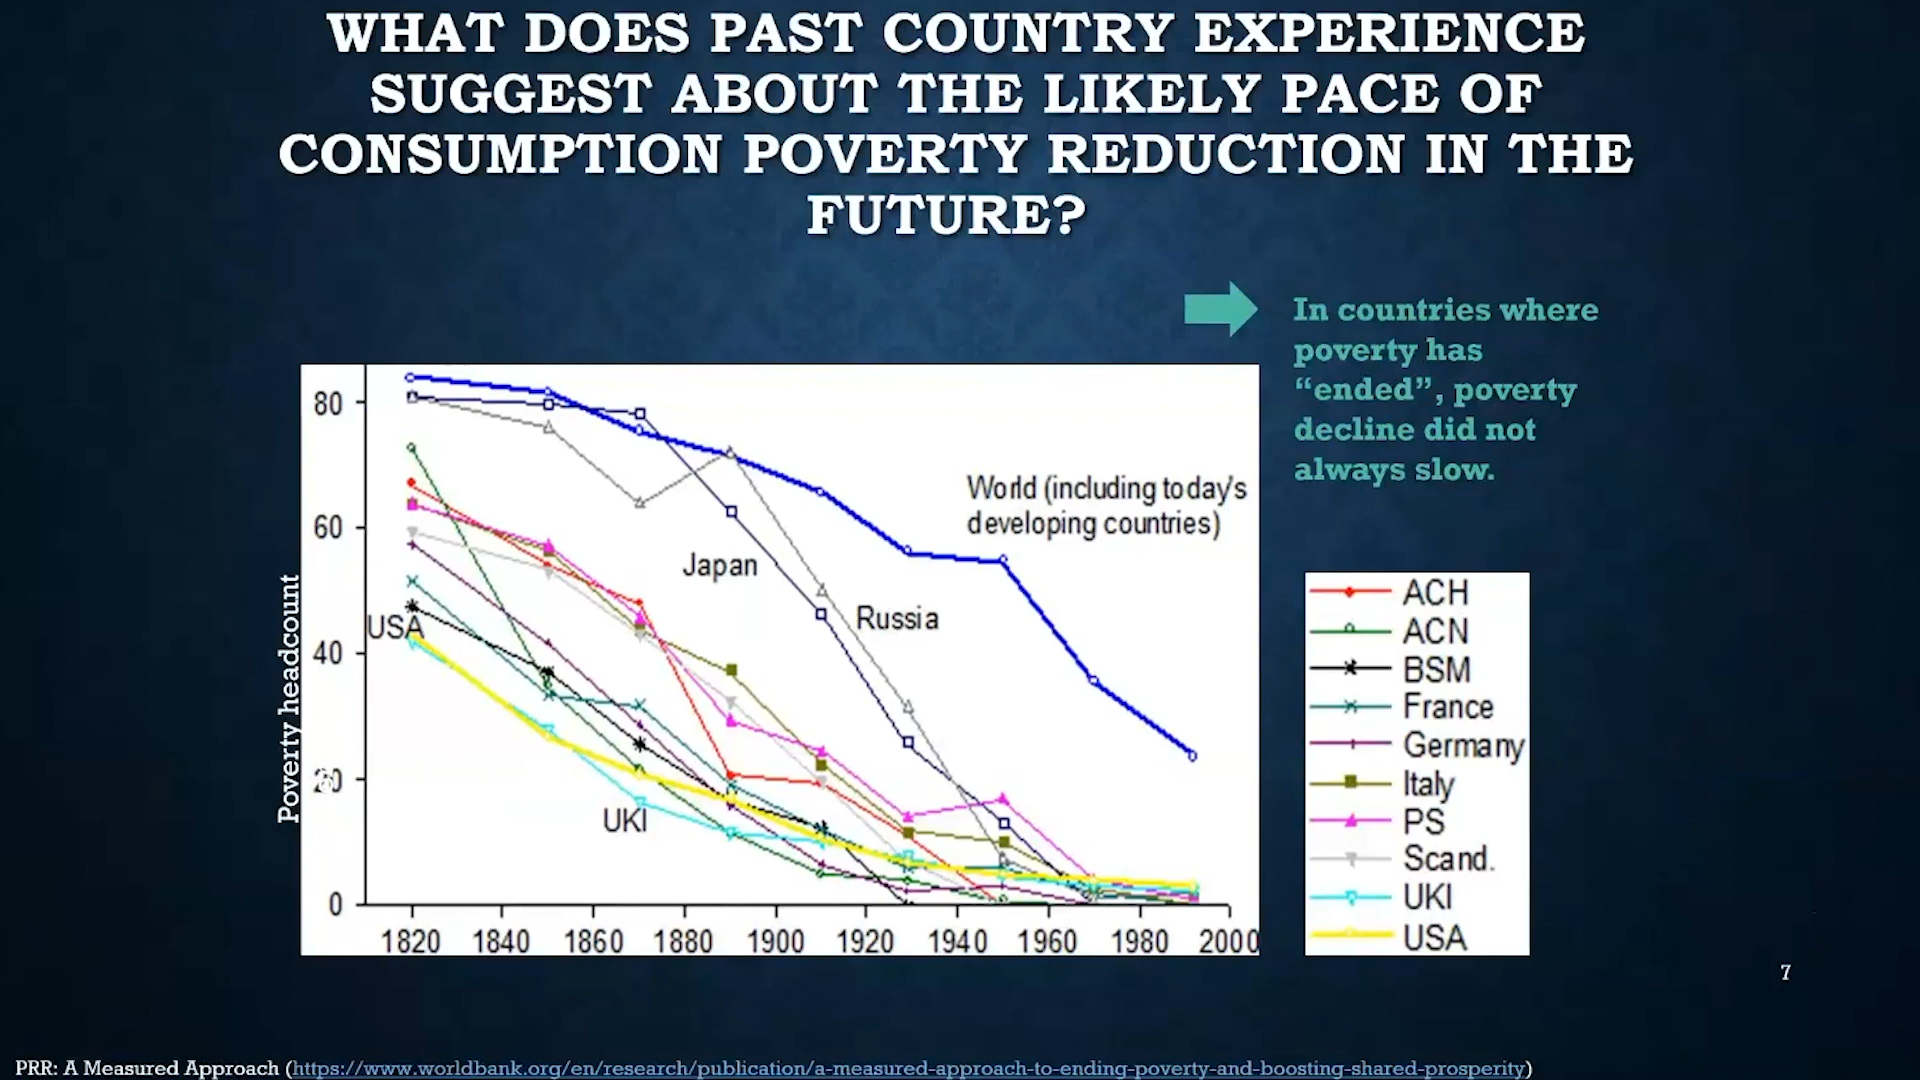 WHAT DOES PAST COUNTRY EXPERIENCE
SUGGEST ABOUT THE LIKELY PACE OF
CONSUMPTION POVERTY REDUCTION IN THE
FUTURE?
In countries where
poverty has
“ended”, poverty
decline did not
always slow.
Poverty headcount
80
60
40
20
0
World (including today's
developing countries)
Japan
Russia
USA
UKI
1820 1840 1860 1880 1900 1920 1940 1960 1980 2000
ACH
ACN
BSM
France
Germany
Italy
PS
Scand.
UKI
USA
7
PRR: A Measured Approach (https://www.worldbank.org/en/research/publication/a-measured-approach-to-ending-poverty-and-boosting-shared-prosperity)